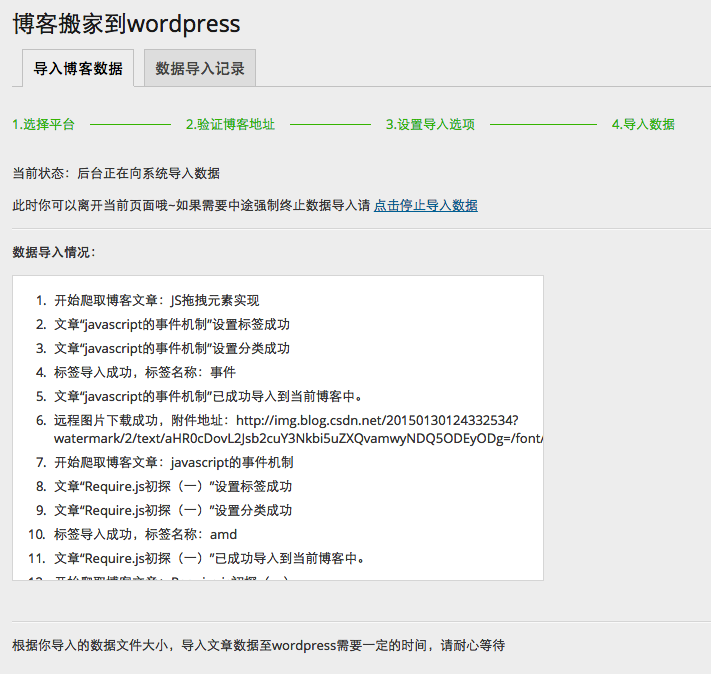 博客搬家到wordpress
导入博客数据 数据导入记录
1.选择平台 2.验证博客地址 3.设置导入选项 4.导入数据
当前状态：后台正在向系统导入数据
此时你可以离开当前页面哦~如果需要中途强制终止数据导入请 点击停止导入数据
数据导入情况：
1. 开始爬取博客文章：JS拖拽元素实现
2. 文章“javascript的事件机制”设置标签成功
3. 文章“javascript的事件机制”设置分类成功
4. 标签导入成功，标签名称：事件
5. 文章“javascript的事件机制”已成功导入到当前博客中。
6. 远程图片下载成功，附件地址：http://img.blog.csdn.net/20150130124332534?
watermark/2/text/aHR0cDovL2Jsb2cuY3Nkbi5uZXQvamwyNDQ5ODEyODg=/font/
7. 开始爬取博客文章：javascript的事件机制
8. 文章“Require.js初探（一）”设置标签成功
9. 文章“Require.js初探（一）”设置分类成功
10. 标签导入成功，标签名称：amd
11. 文章“Require.js初探（一）”已成功导入到当前博客中。
12. 开始爬取博客文章：Require.js初探（一）
根据你导入的数据文件大小，导入文章数据至wordpress需要一定的时间，请耐心等待